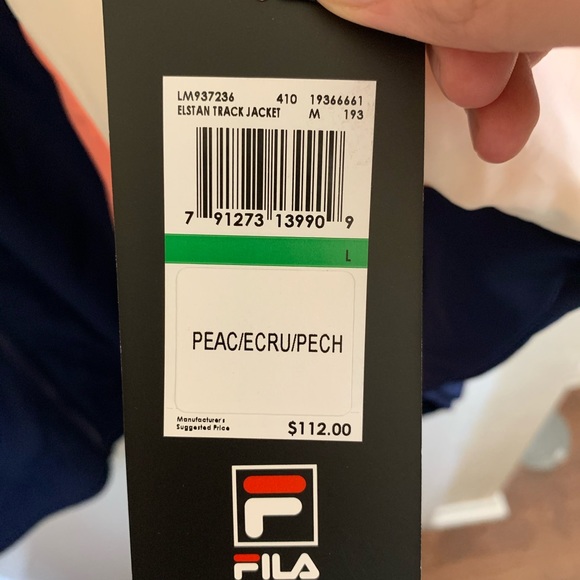 LM937236 410 19366661
ELSTAN TRACK JACKET M 193
7 91273 13990 9
L
PEAC/ECRU/PECH
Manufacturers
Suggested Price $112.00
F
FILA